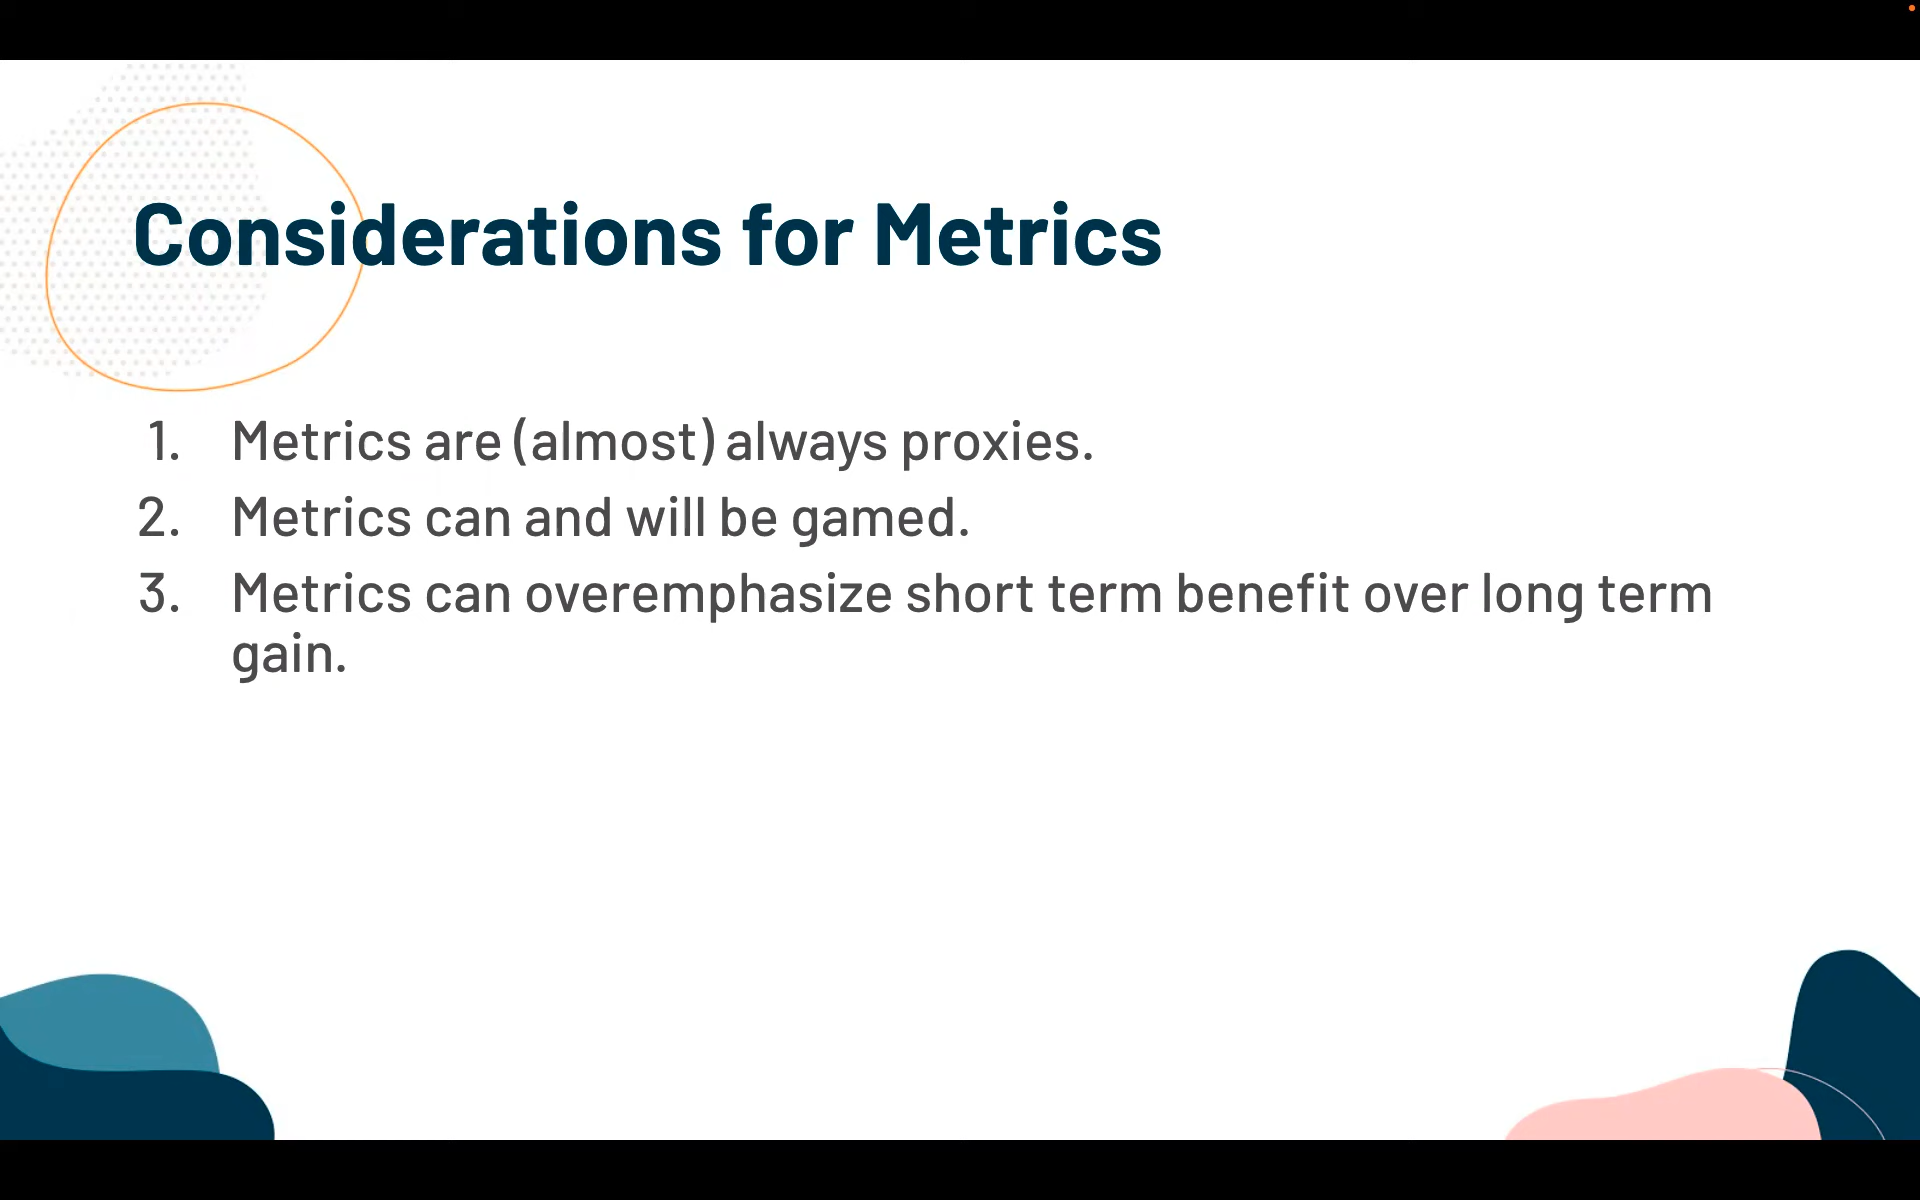 Considerations for Metrics
1. Metrics are (almost) always proxies.
2. Metrics can and will be gamed.
3. Metrics can overemphasize short term benefit over long term
gain.